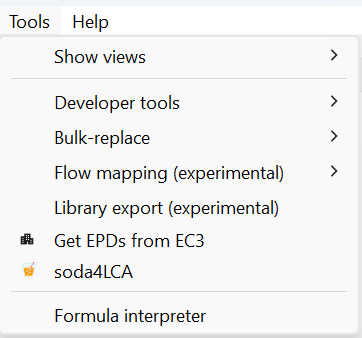 Tools Help
Show views
Developer tools
Bulk-replace
Flow mapping (experimental)
Library export (experimental)
Get EPDs from EC3
soda4LCA
Formula interpreter